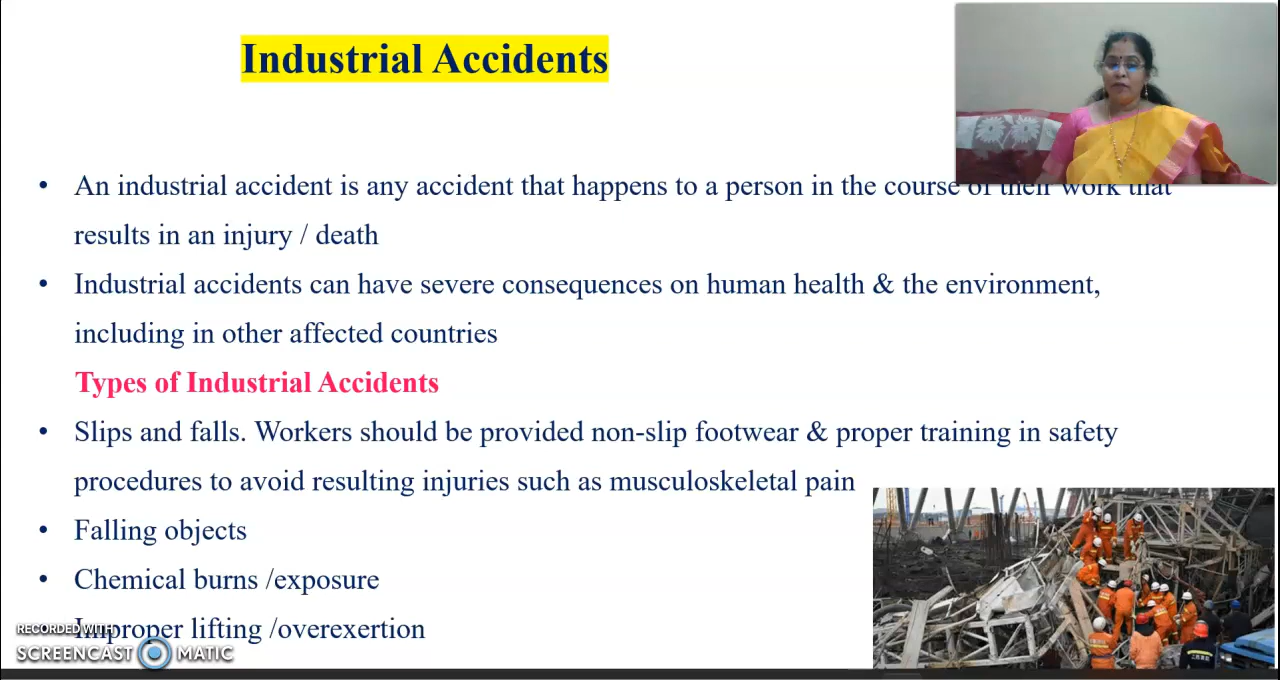 Industrial Accidents
• An industrial accident is any accident that happens to a person in the course of their work that
results in an injury / death
• Industrial accidents can have severe consequences on human health & the environment,
including in other affected countries
Types of Industrial Accidents
• Slips and falls. Workers should be provided non-slip footwear & proper training in safety
procedures to avoid resulting injuries such as musculoskeletal pain
• Falling objects
• Chemical burns /exposure
• Improper lifting /overexertion
RECORDED WITH
SCREENCAST MATIC